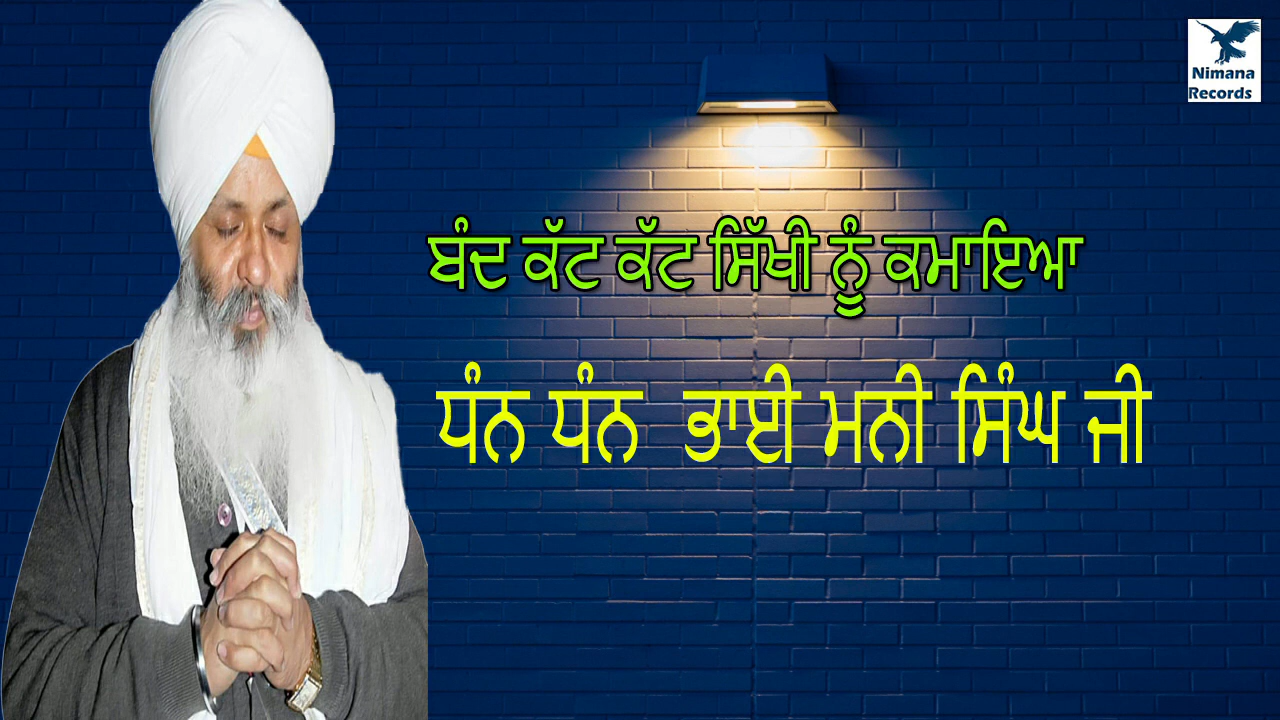 Nimana
Records
ਬੰਦ ਕੱਟ ਕੱਟ ਸਿੱਖੀ ਨੂੰ ਕਮਾਇਆ
ਧੰਨ ਧੰਨ ਭਾਈ ਮਨੀ ਸਿੰਘ ਜੀ